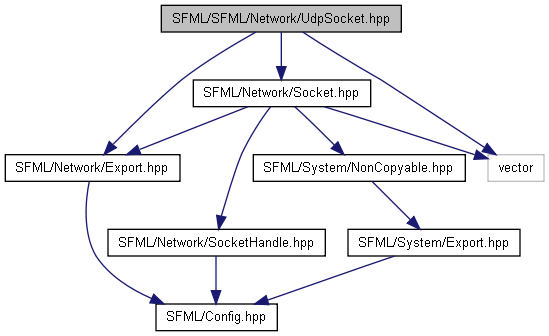 SFML/SFML/Network/UdpSocket.hpp
SFML/Network/Socket.hpp
SFML/Network/Export.hpp
SFML/System/NonCopyable.hpp
vector
SFML/Network/SocketHandle.hpp
SFML/System/Export.hpp
SFML/Config.hpp